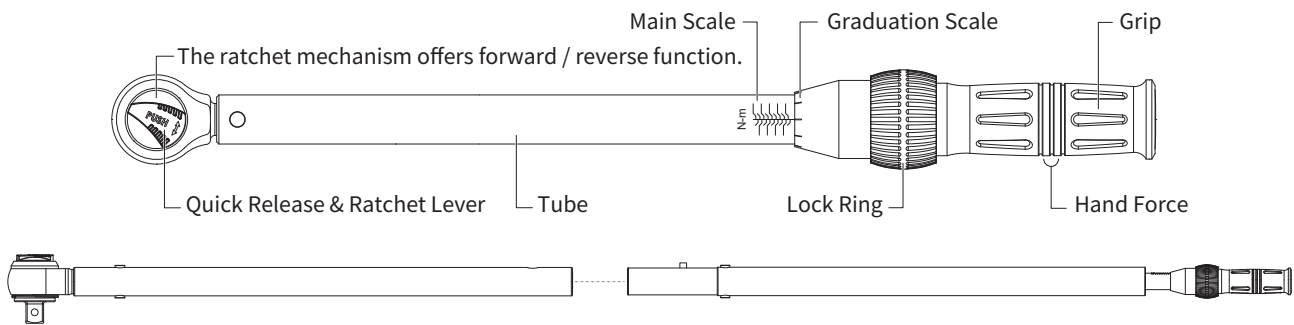 Main Scale
Graduation Scale
Grip
The ratchet mechanism offers forward / reverse function.
PUSH
N-m
Quick Release & Ratchet Lever
Tube
Lock Ring
Hand Force